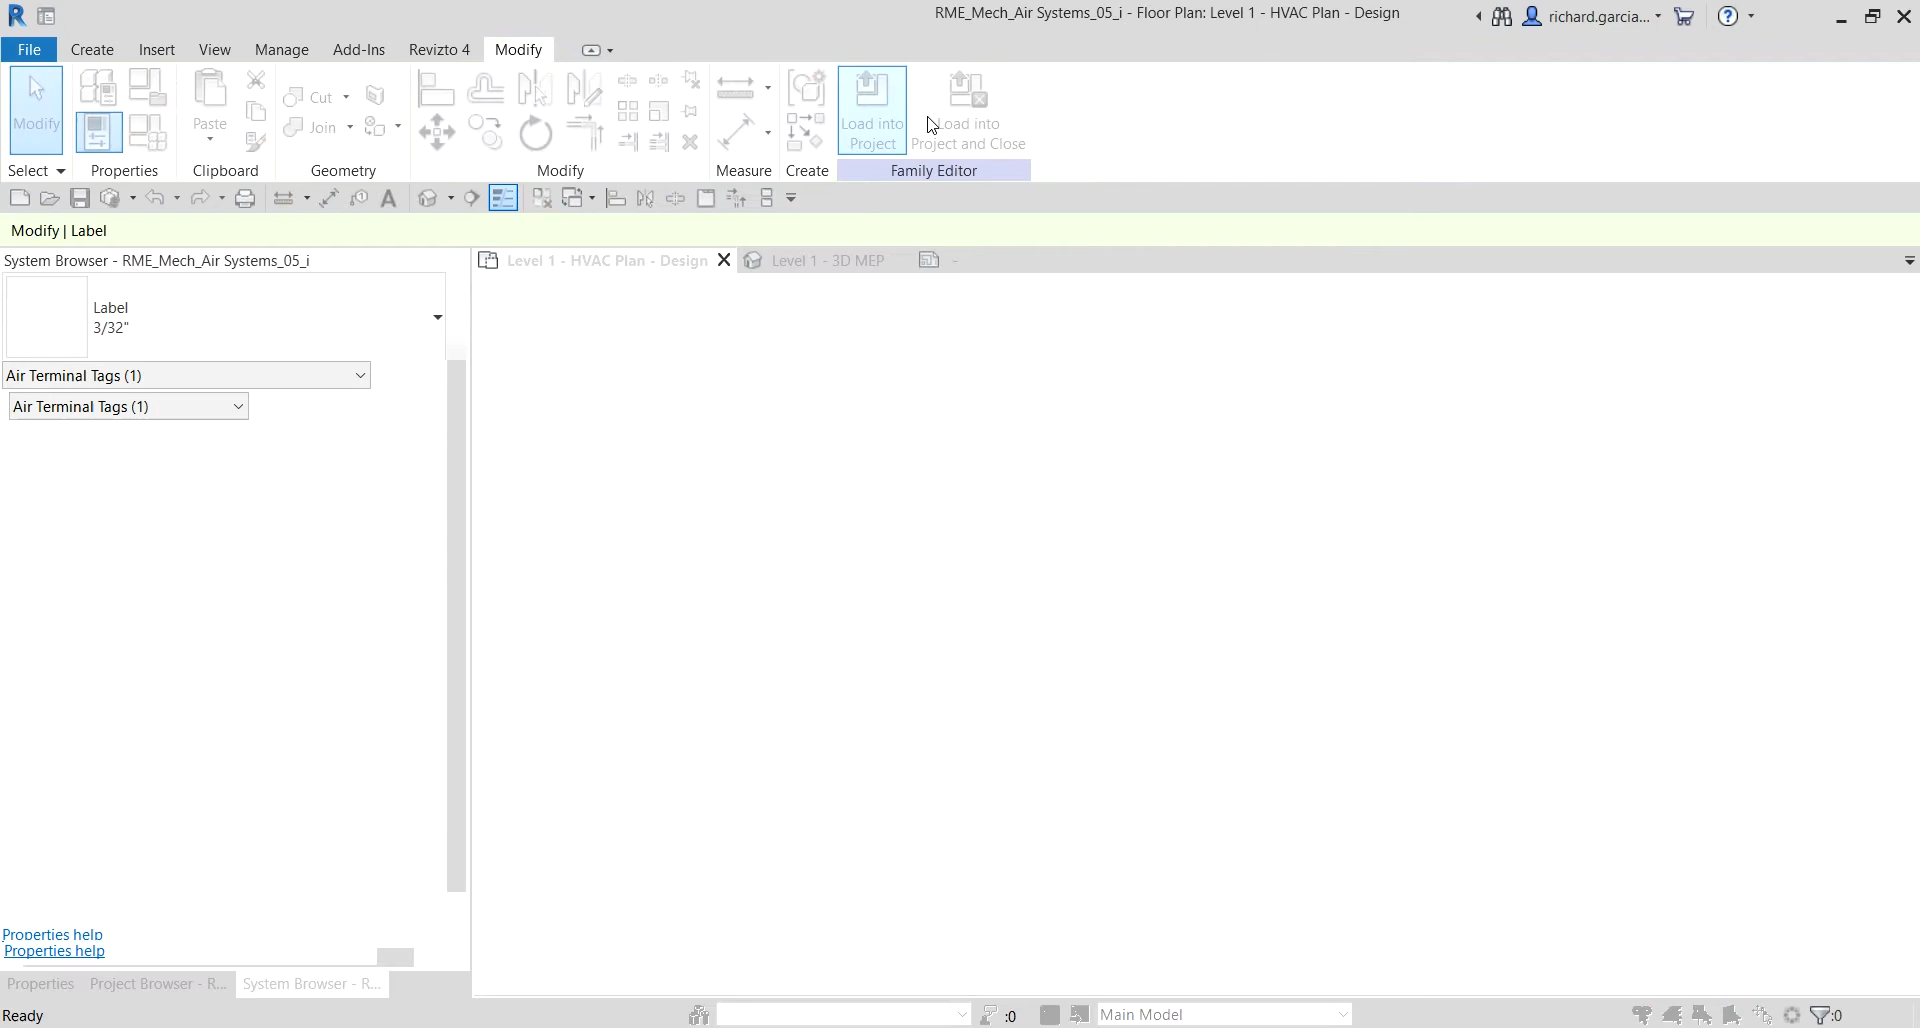 RME_Mech_Air Systems_05_i - Floor Plan: Level 1 - HVAC Plan - Design
richard.garcia...
File Create Insert View Manage Add-Ins Revizto 4 Modify
Modify
Paste
Cut
Join
Load into Project
Load into Project and Close
Select Properties Clipboard Geometry Modify Measure Create Family Editor
Modify | Label
System Browser - RME_Mech_Air Systems_05_i
Level 1 - HVAC Plan - Design
Level 1 - 3D MEP
-
Label
3/32"
Air Terminal Tags (1)
Air Terminal Tags (1)
Properties help
Properties help
Properties Project Browser - R... System Browser - R...
Ready
:0
Main Model
:0